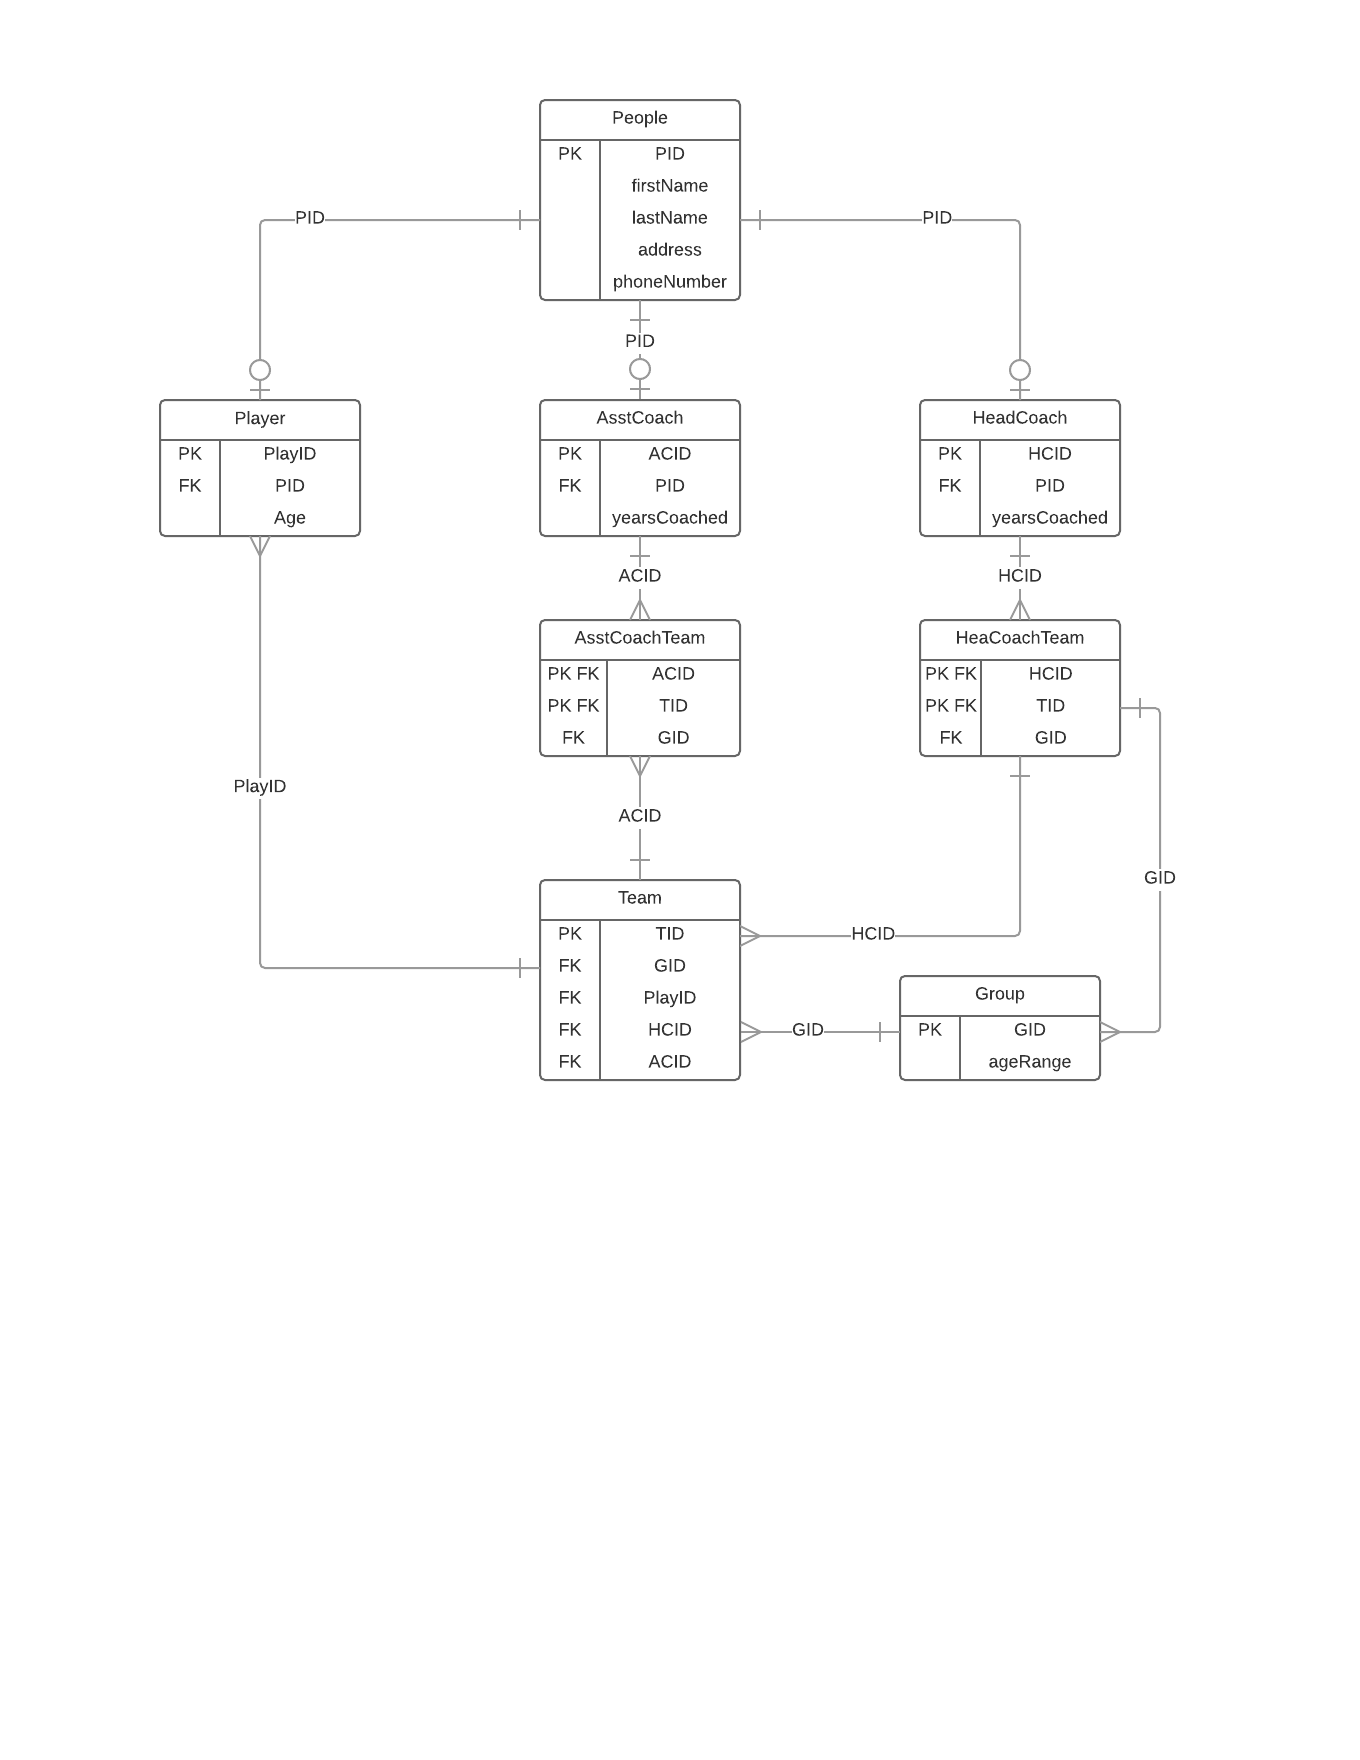 People
PK PID
firstName
lastName
address
phoneNumber
PID
PID
PID
Player
PK PlayID
FK PID
Age
AsstCoach
PK ACID
FK PID
yearsCoached
HeadCoach
PK HCID
FK PID
yearsCoached
ACID
HCID
AsstCoachTeam
PK FK ACID
PK FK TID
FK GID
HeaCoachTeam
PK FK HCID
PK FK TID
FK GID
PlayID
ACID
GID
Team
PK TID
FK GID
FK PlayID
FK HCID
FK ACID
HCID
GID
Group
PK GID
ageRange